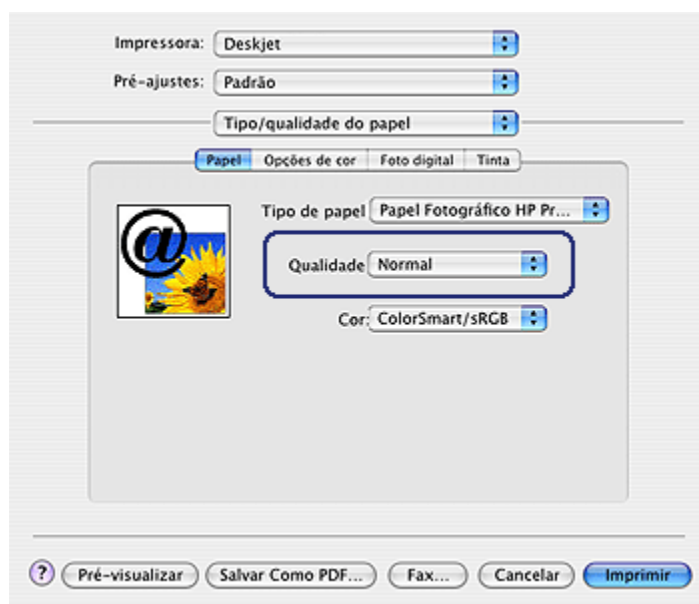 Impressora: Deskjet
Pré-ajustes: Padrão
Tipo/qualidade do papel
Papel Opções de cor Foto digital Tinta
Tipo de papel Papel Fotográfico HP Pr...
@
Qualidade Normal
Cor: ColorSmart/sRGB
? Pré-visualizar Salvar Como PDF... Fax... Cancelar Imprimir